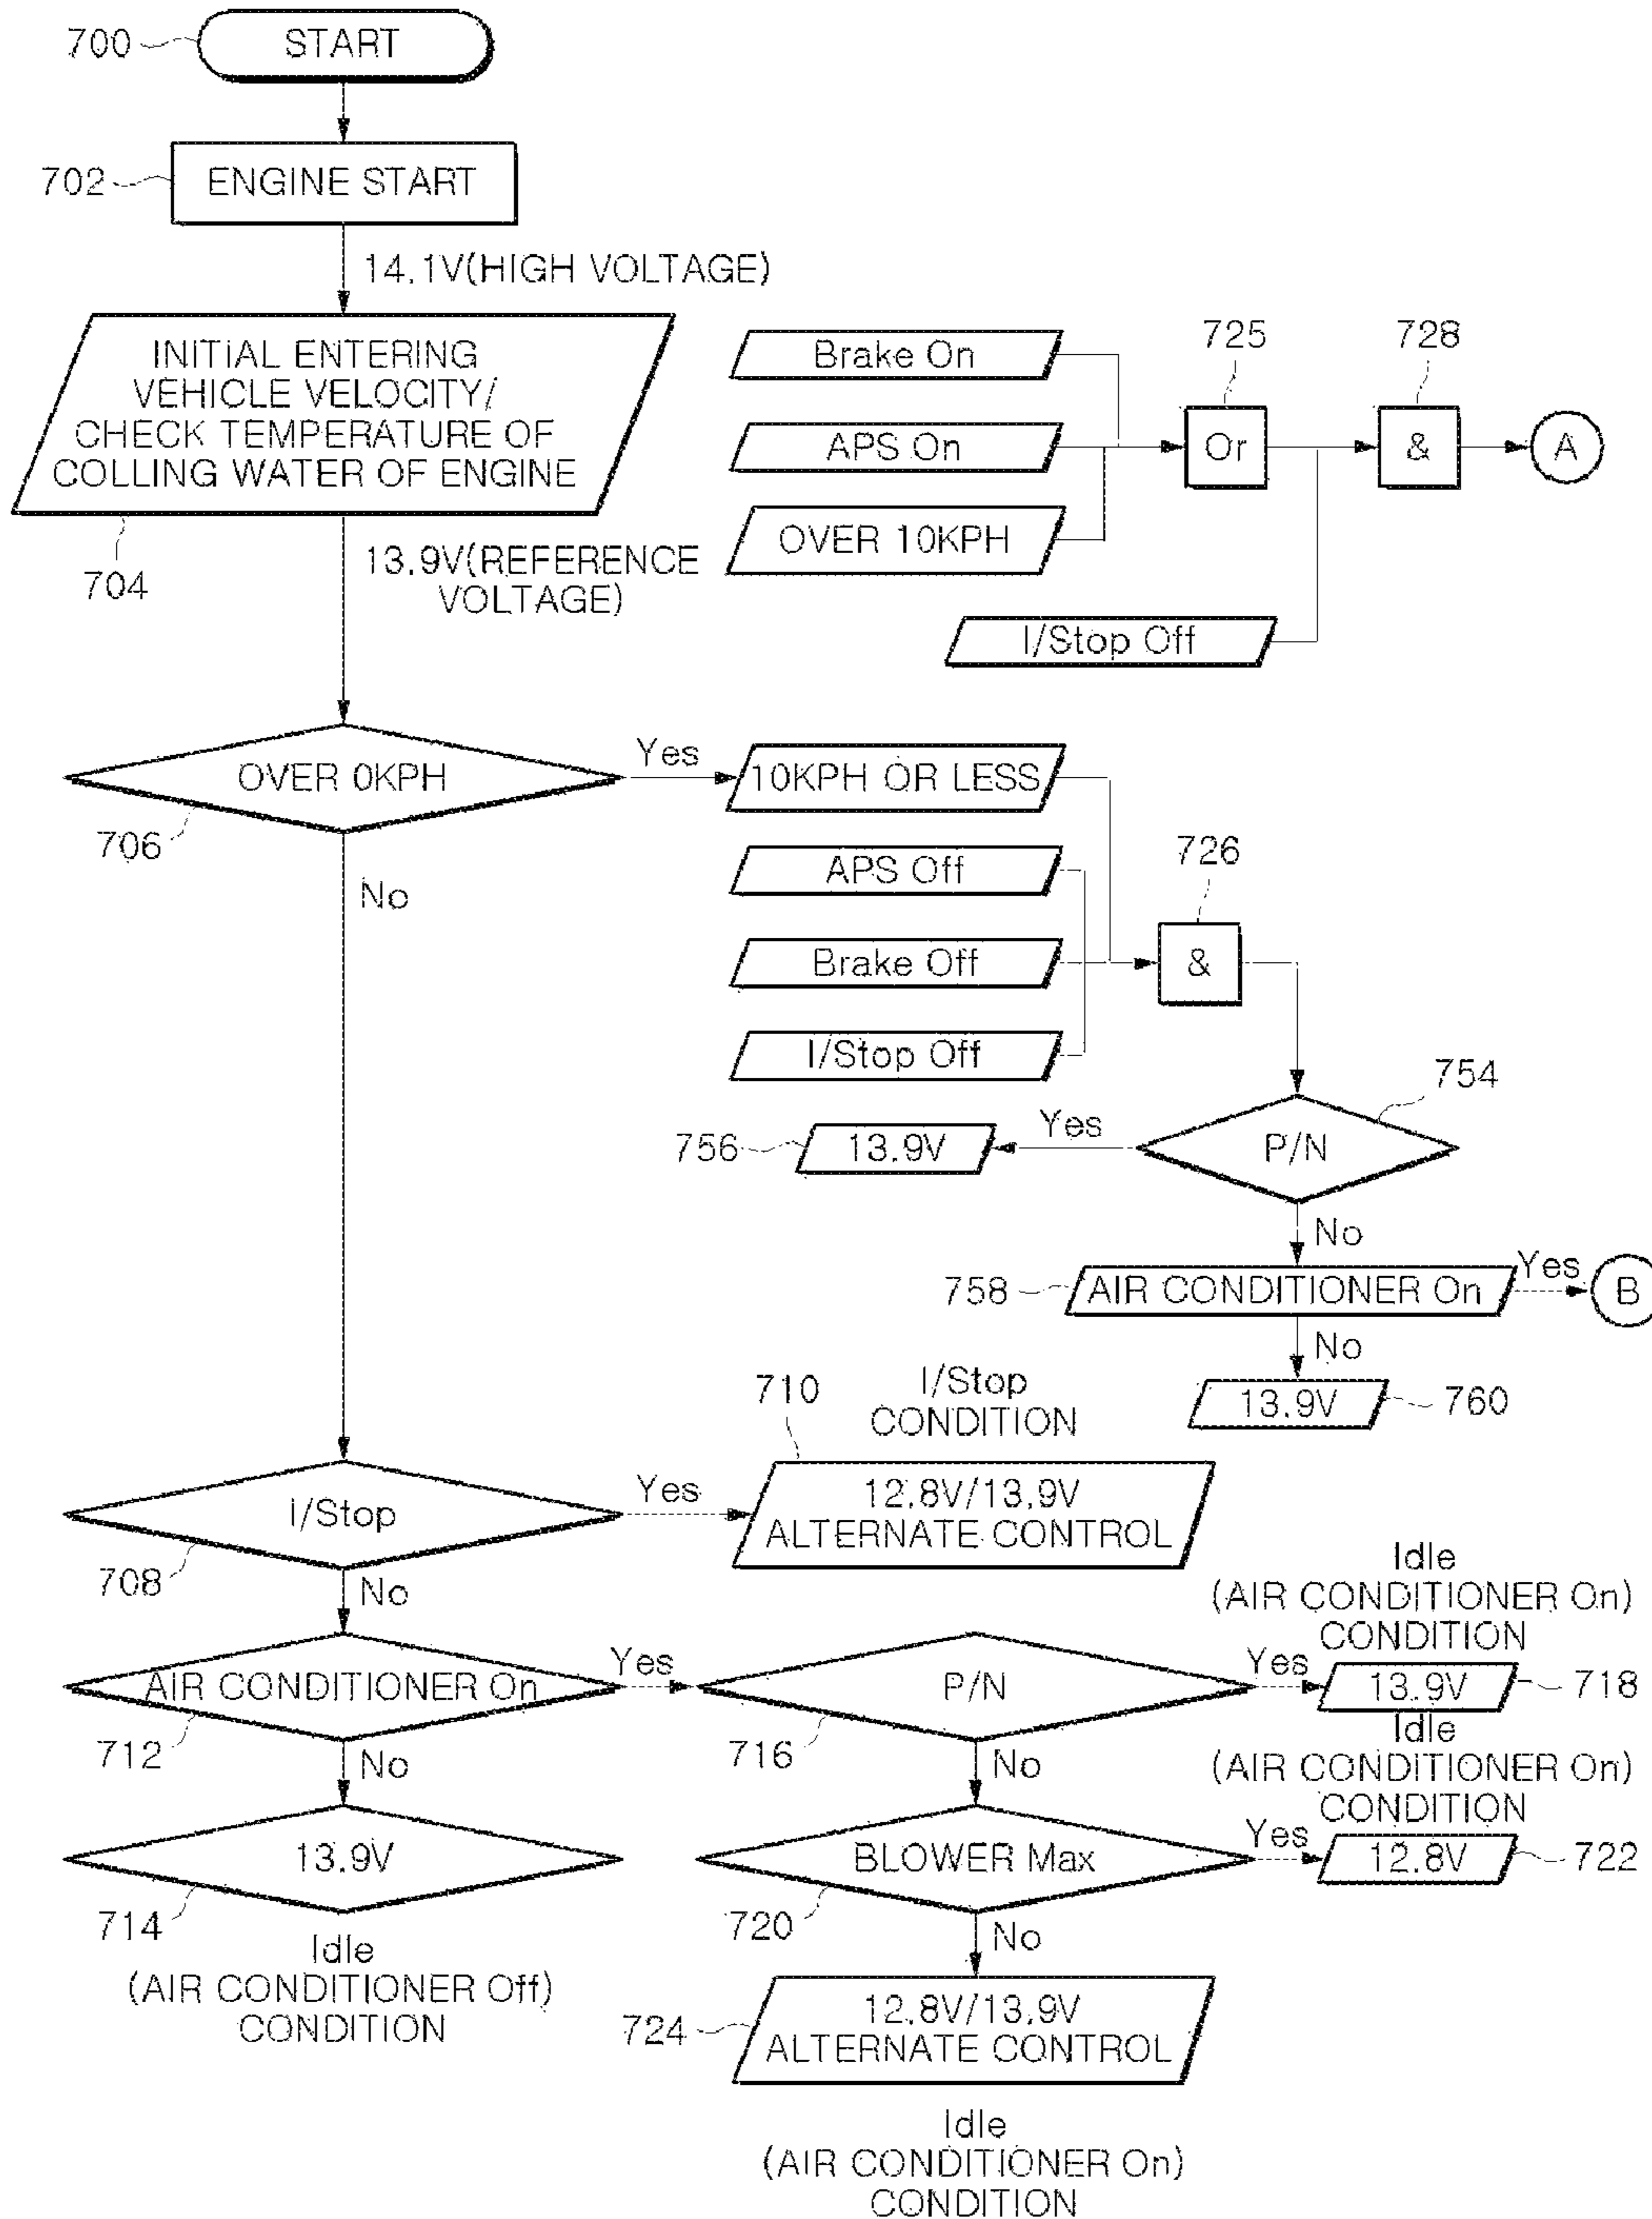 700
START
702
ENGINE START
14.1V(HIGH VOLTAGE)
INITIAL ENTERING
VEHICLE VELOCITY/
CHECK TEMPERATURE OF
COLLING WATER OF ENGINE
704
13.9V(REFERENCE
VOLTAGE)
Brake On
APS On
OVER 10KPH
725
Or
728
&
A
I/Stop Off
OVER 0KPH
706
Yes
No
10KPH OR LESS
APS Off
Brake Off
I/Stop Off
726
&
754
P/N
Yes
756
13.9V
No
758
AIR CONDITIONER On
Yes
B
No
13.9V
760
I/Stop
CONDITION
710
I/Stop
708
Yes
12.8V/13.9V
ALTERNATE CONTROL
No
AIR CONDITIONER On
712
Yes
P/N
716
Yes
Idle
(AIR CONDITIONER On)
CONDITION
13.9V
718
No
13.9V
714
Idle
(AIR CONDITIONER Off)
CONDITION
No
BLOWER Max
720
Yes
Idle
(AIR CONDITIONER On)
CONDITION
12.8V
722
No
724
12.8V/13.9V
ALTERNATE CONTROL
Idle
(AIR CONDITIONER On)
CONDITION